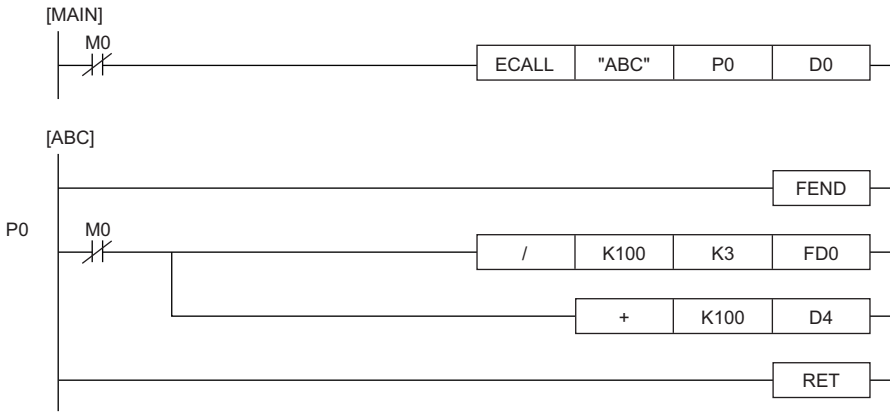 [MAIN]
M0
ECALL "ABC" P0 D0
[ABC]
FEND
P0 M0
/ K100 K3 FD0
+ K100 D4
RET